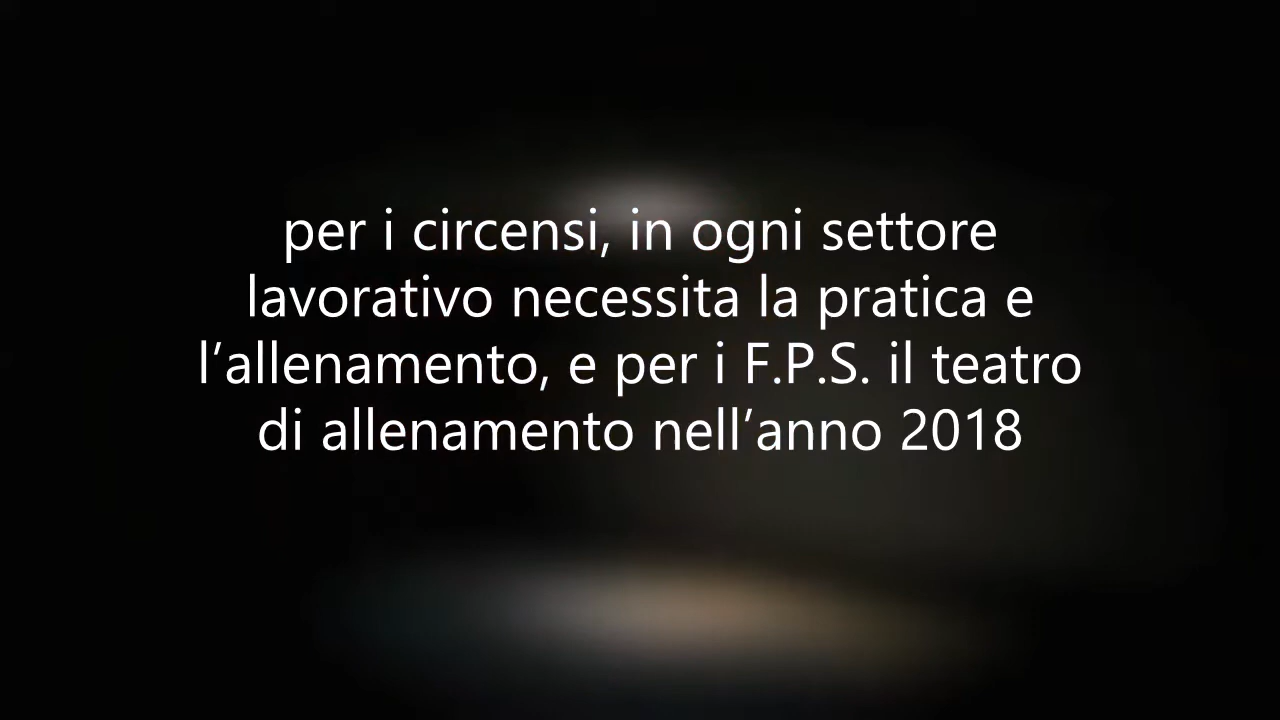 per i circensi, in ogni settore
lavorativo necessita la pratica e
l’allenamento, e per i F.P.S. il teatro
di allenamento nell’anno 2018